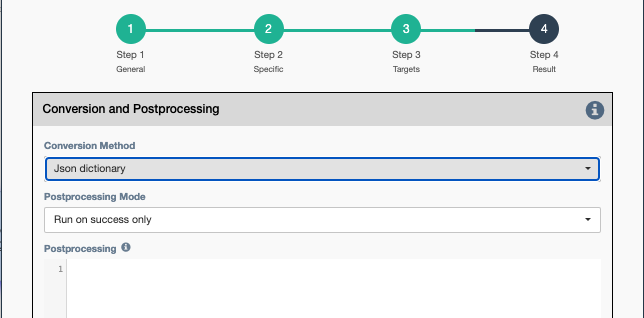 1 2 3 4
Step 1 Step 2 Step 3 Step 4
General Specific Targets Result
Conversion and Postprocessing
Conversion Method
Json dictionary
Postprocessing Mode
Run on success only
Postprocessing
1